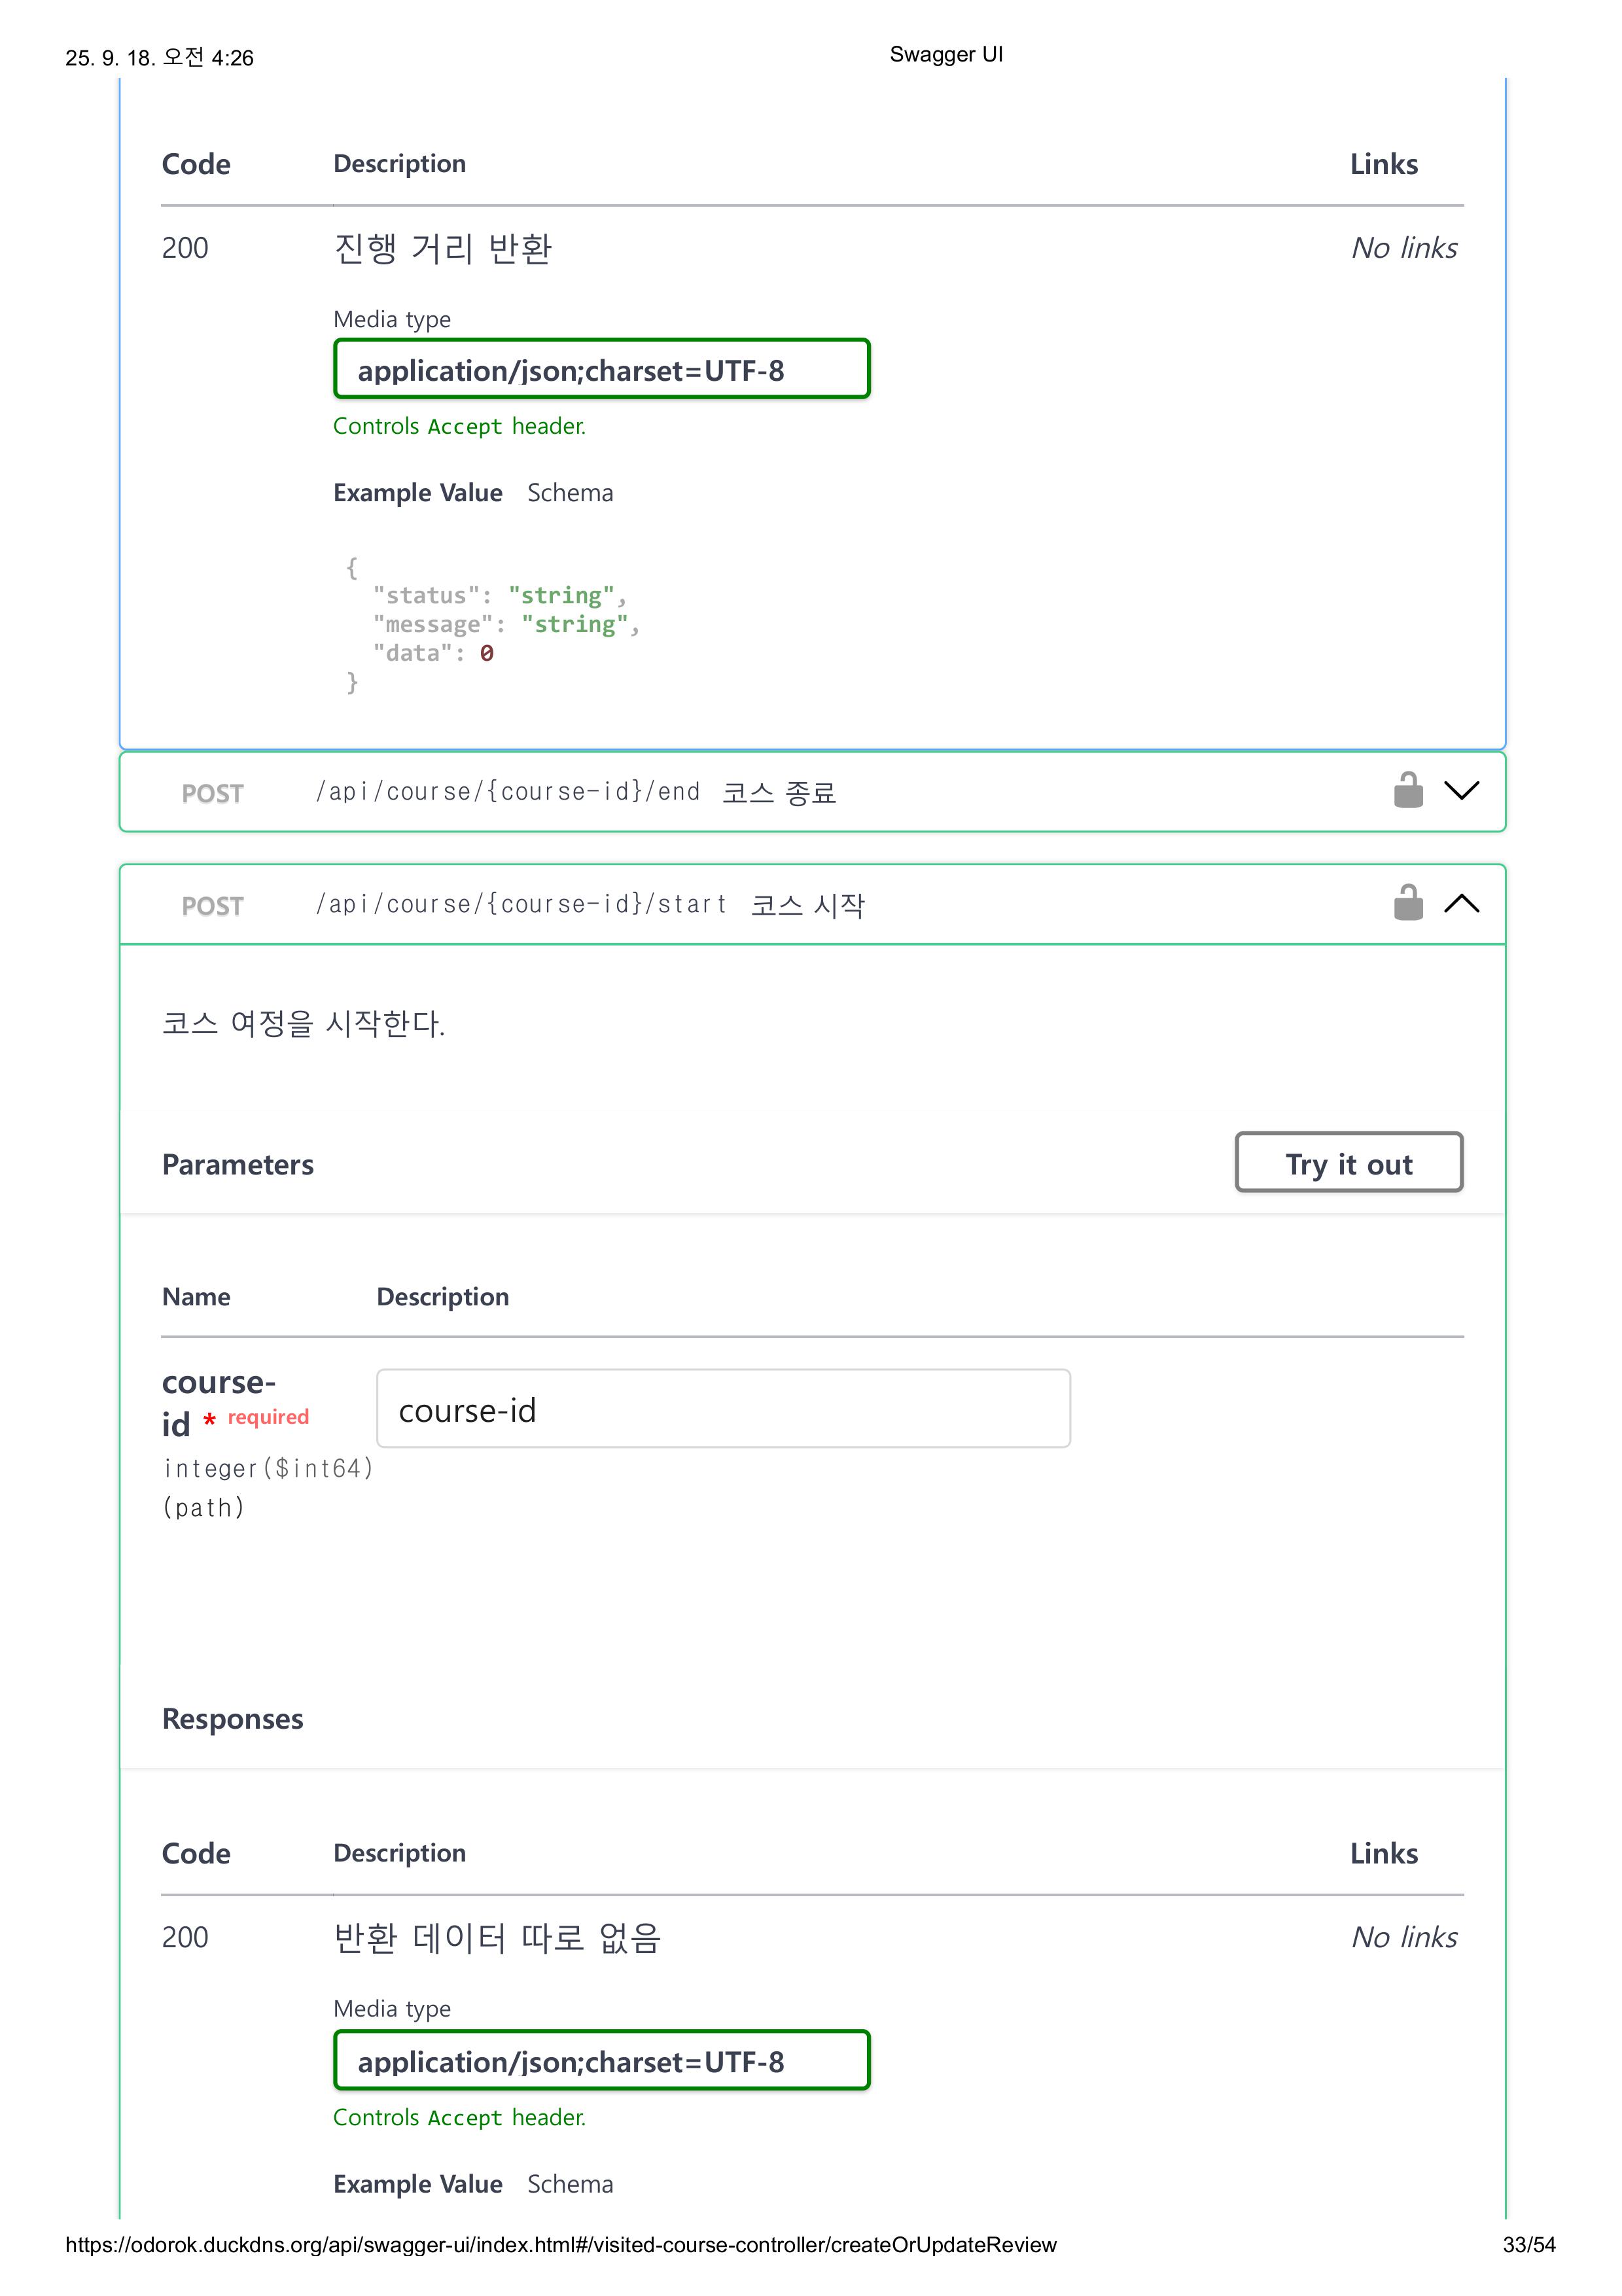 25. 9. 18. 오전 4:26 Swagger UI
Code Description Links
200 진행 거리 반환 No links
Media type
application/json;charset=UTF-8
Controls Accept header.
Example Value Schema
{
"status": "string",
"message": "string",
"data": 0
}
POST /api/course/{course-id}/end 코스 종료
POST /api/course/{course-id}/start 코스 시작
코스 여정을 시작한다.
Parameters Try it out
Name Description
course-
id * required
course-id
integer($int64)
(path)
Responses
Code Description Links
200 반환 데이터 따로 없음 No links
Media type
application/json;charset=UTF-8
Controls Accept header.
Example Value Schema
https://odorok.duckdns.org/api/swagger-ui/index.html#/visited-course-controller/createOrUpdateReview 33/54